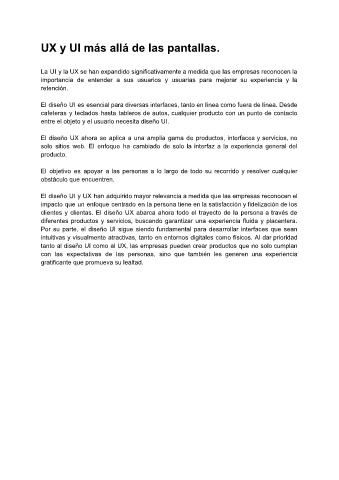 UX y UI más allá de las pantallas.
La UI y la UX se han expandido significativamente a medida que las empresas reconocen la
importancia de entender a sus usuarios y usuarias para mejorar su experiencia y la
retención.
El diseño UI es esencial para diversas interfaces, tanto en línea como fuera de línea. Desde
cafeteras y teclados hasta tableros de autos, cualquier producto con un punto de contacto
entre el objeto y el usuario necesita diseño UI.
El diseño UX ahora se aplica a una amplia gama de productos, interfaces y servicios, no
solo sitios web. El enfoque ha cambiado de solo la interfaz a la experiencia general del
producto.
El objetivo es apoyar a las personas a lo largo de todo su recorrido y resolver cualquier
obstáculo que encuentren.
El diseño UI y UX han adquirido mayor relevancia a medida que las empresas reconocen el
impacto que un enfoque centrado en la persona tiene en la satisfacción y fidelización de los
clientes y clientas. El diseño UX abarca ahora todo el trayecto de la persona a través de
diferentes productos y servicios, buscando garantizar una experiencia fluida y placentera.
Por su parte, el diseño UI sigue siendo fundamental para desarrollar interfaces que sean
intuitivas y visualmente atractivas, tanto en entornos digitales como físicos. Al dar prioridad
tanto al diseño UI como al UX, las empresas pueden crear productos que no solo cumplan
con las expectativas de las personas, sino que también les generen una experiencia
gratificante que promueva su lealtad.